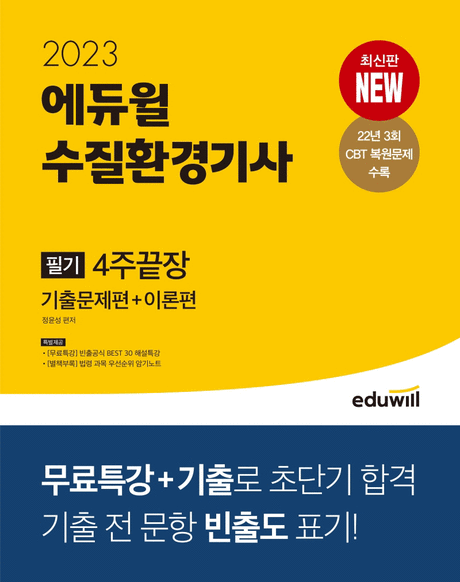 2023
에듀윌
수질환경기사
최신판
NEW
22년 3회
CBT 복원문제
수록
필기 4주끝장
기출문제편+이론편
정윤성 편저
특별제공
• [무료특강] 빈출공식 BEST 30 해설특강
• [별책부록] 법령 과목 우선순위 암기노트
eduwill
무료특강+기출로 초단기 합격
기출 전 문항 빈출도 표기!